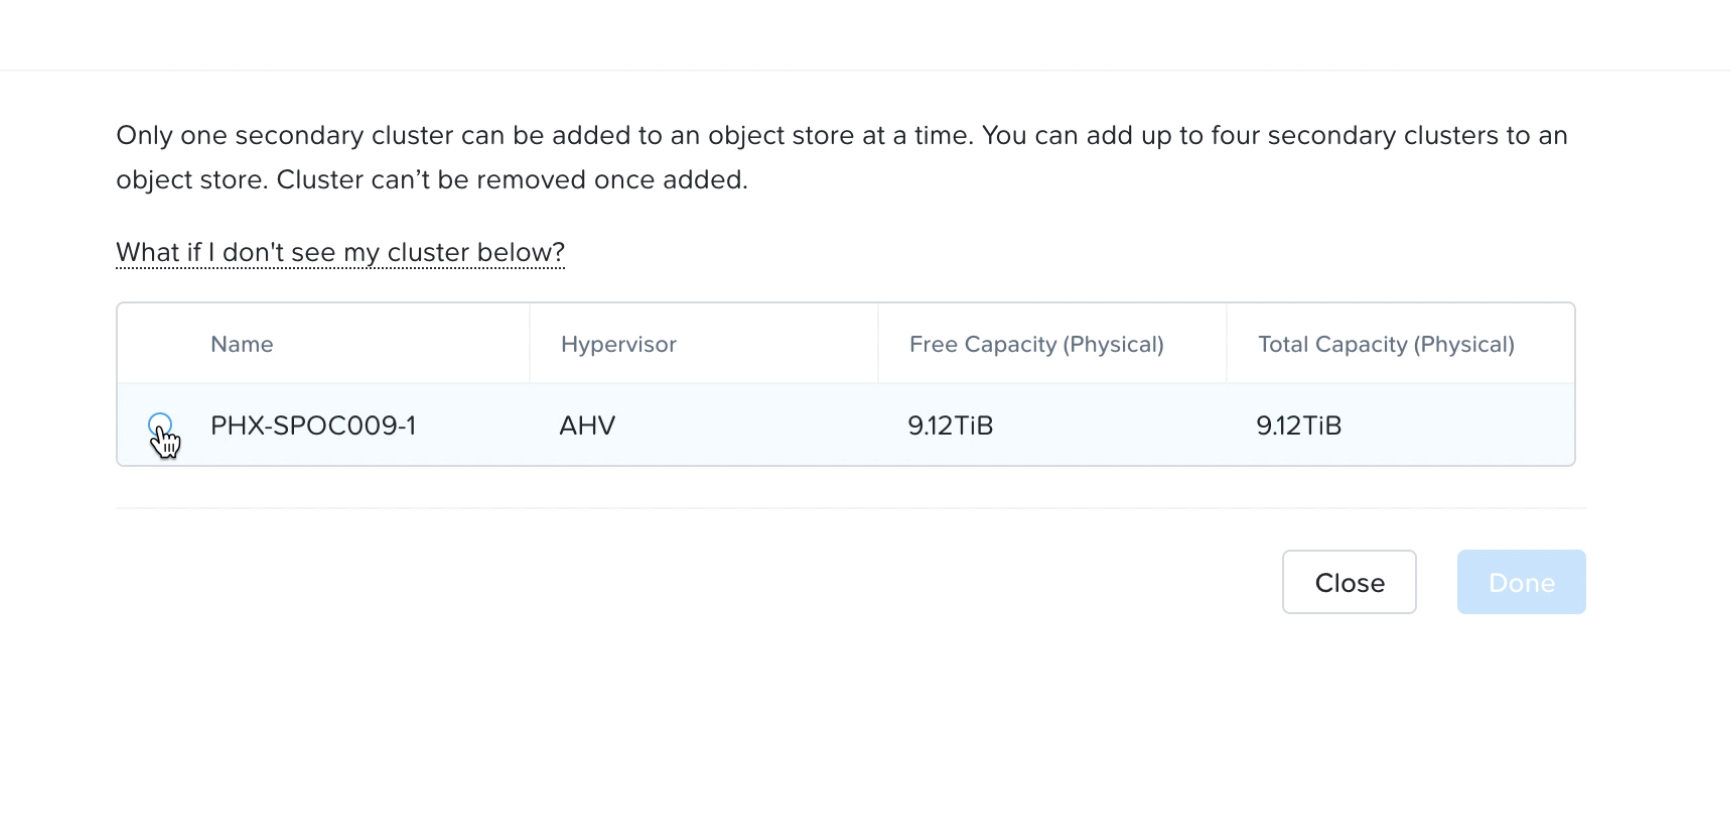 Only one secondary cluster can be added to an object store at a time. You can add up to four secondary clusters to an
object store. Cluster can’t be removed once added.
What if I don't see my cluster below?
Name Hypervisor Free Capacity (Physical) Total Capacity (Physical)
PHX-SPOC009-1 AHV 9.12TiB 9.12TiB
Close Done